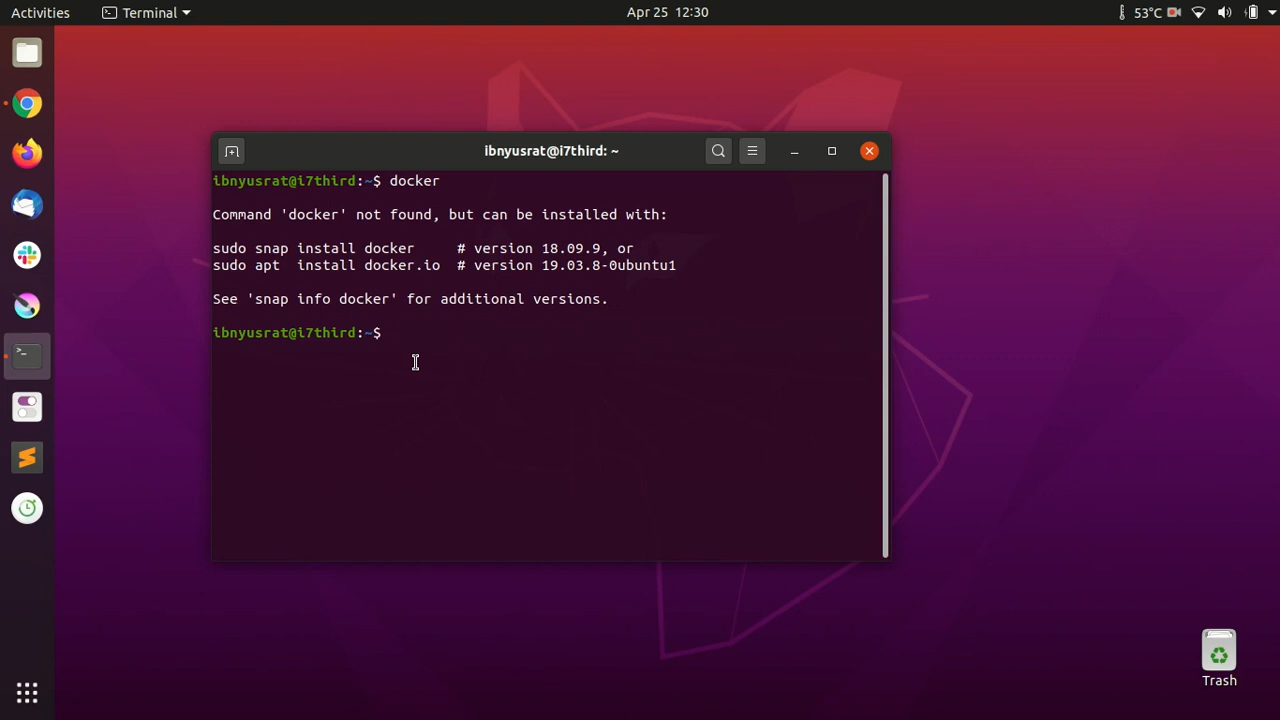 Activities
Terminal
Apr 25 12:30
53°C
ibnyusrat@i7third: ~
ibnyusrat@i7third:~$ docker
Command 'docker' not found, but can be installed with:
sudo snap install docker     # version 18.09.9, or
sudo apt  install docker.io  # version 19.03.8-0ubuntu1
See 'snap info docker' for additional versions.
ibnyusrat@i7third:~$
>_
Trash